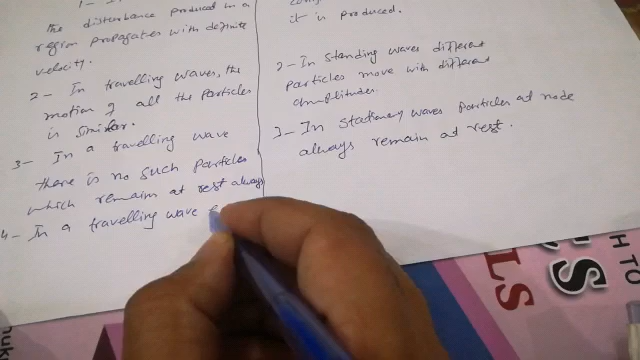 the disturbance produced in a
region propagates with definite
velocity.
2- In travelling waves, the
motion of all the particles
is similar.
3- In a travelling wave
there is no such particles
which remain at rest always
4- In a travelling wave
it is produced.
2- In standing waves different
particles move with different
amplitudes.
3- In stationary waves particles at node
always remain at rest.
H TO
LS